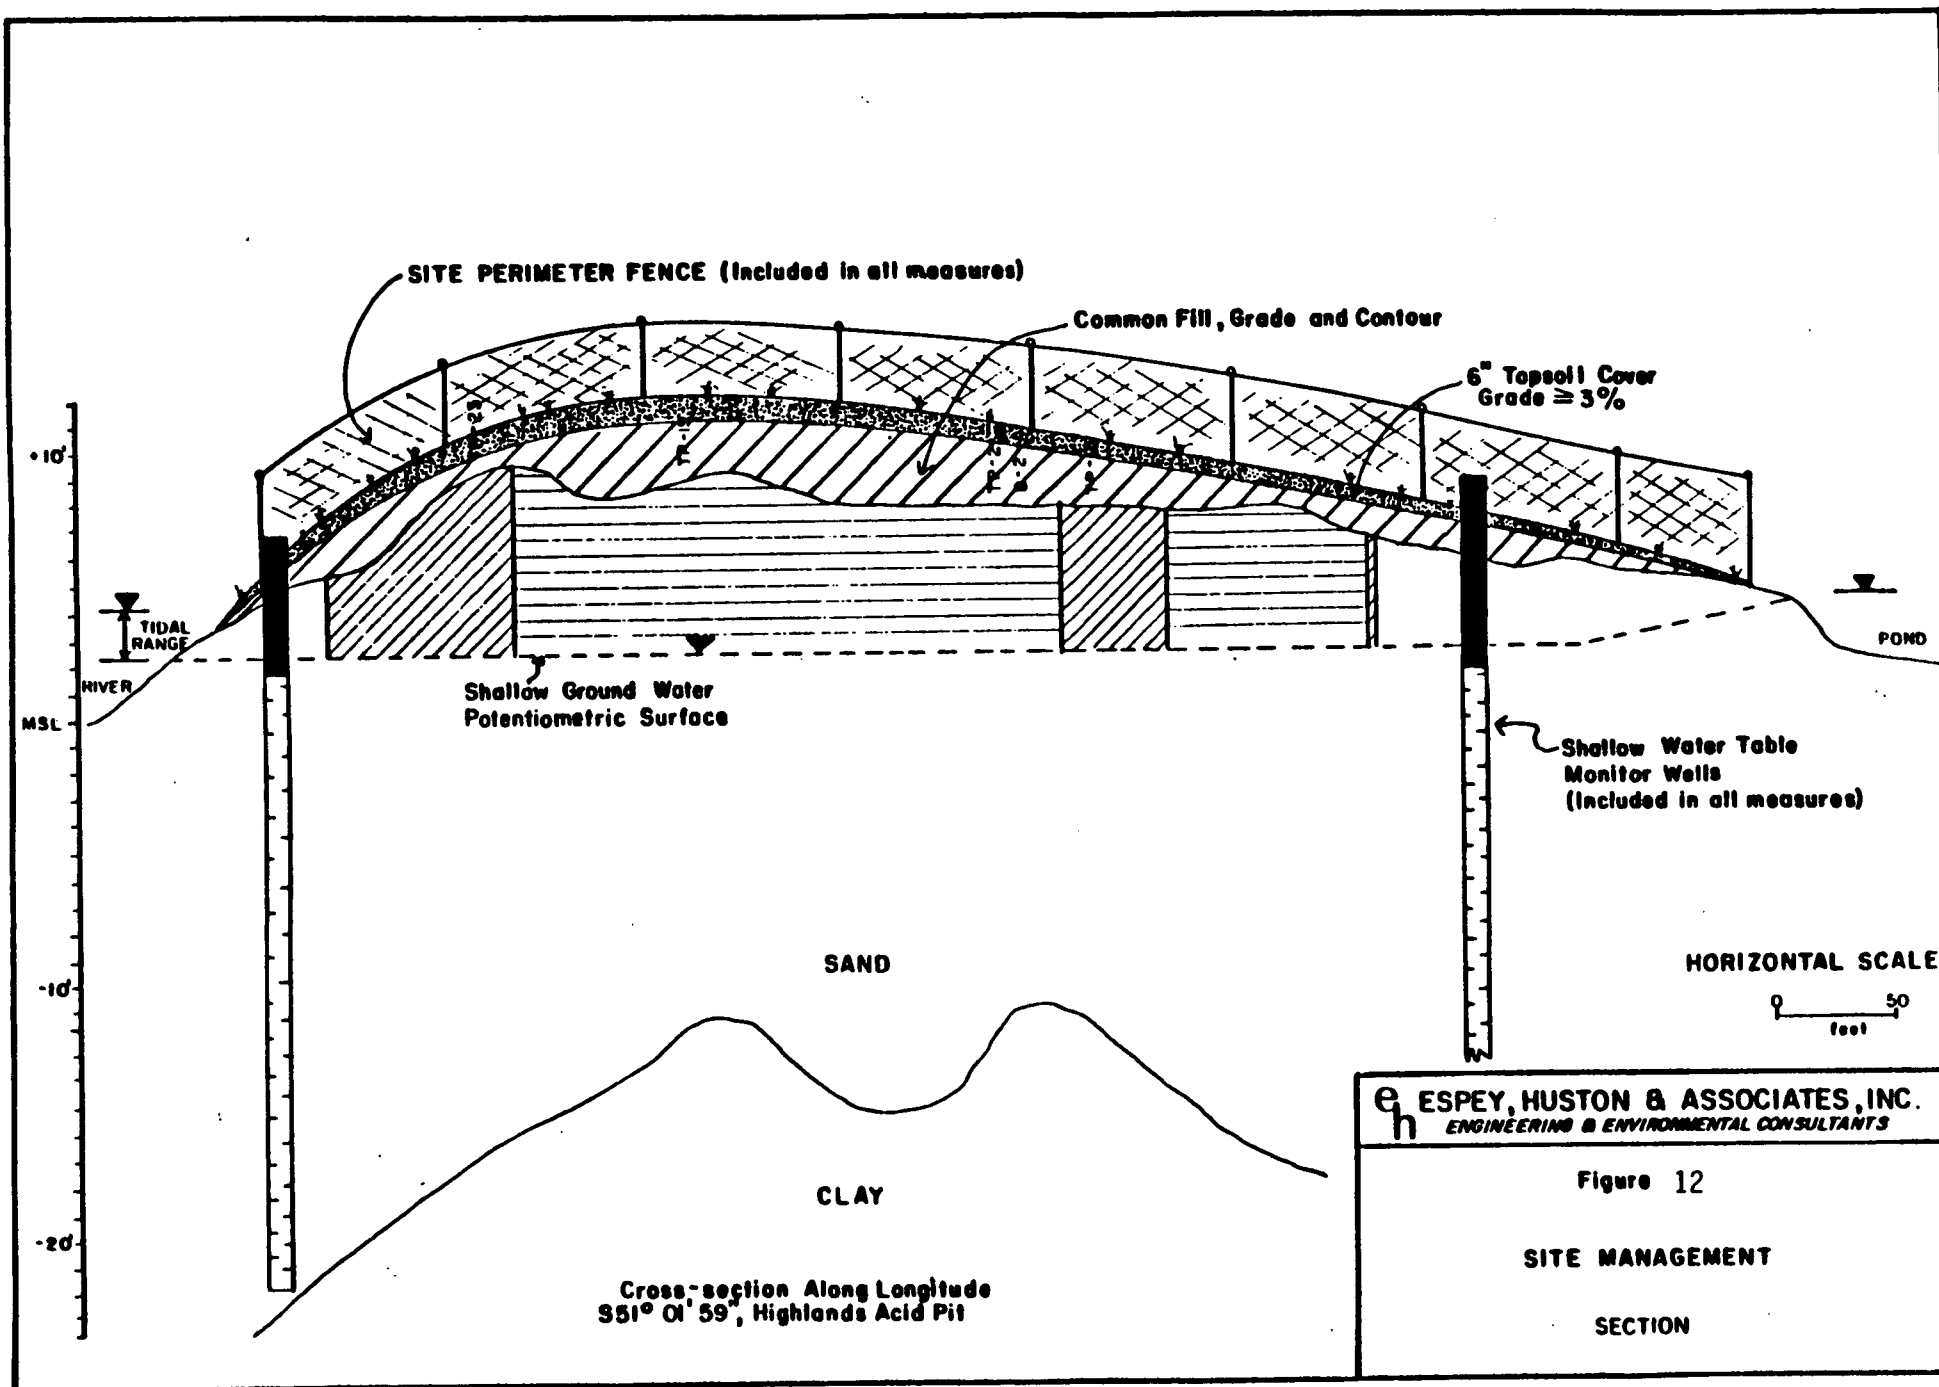 SITE PERIMETER FENCE (Included in all measures)
Common Fill, Grade and Contour
6" Topsoil Cover
Grade ≧ 3%
+10'
TIDAL
RANGE
RIVER
MSL
POND
Shallow Ground Water
Potentiometric Surface
Shallow Water Table
Monitor Wells
(Included in all measures)
SAND
-10'
HORIZONTAL SCALE
0 50
feet
CLAY
-20'
Cross-section Along Longitude
S51° 01' 59", Highlands Acid Pit
eh ESPEY, HUSTON & ASSOCIATES, INC.
ENGINEERING & ENVIRONMENTAL CONSULTANTS
Figure 12
SITE MANAGEMENT
SECTION